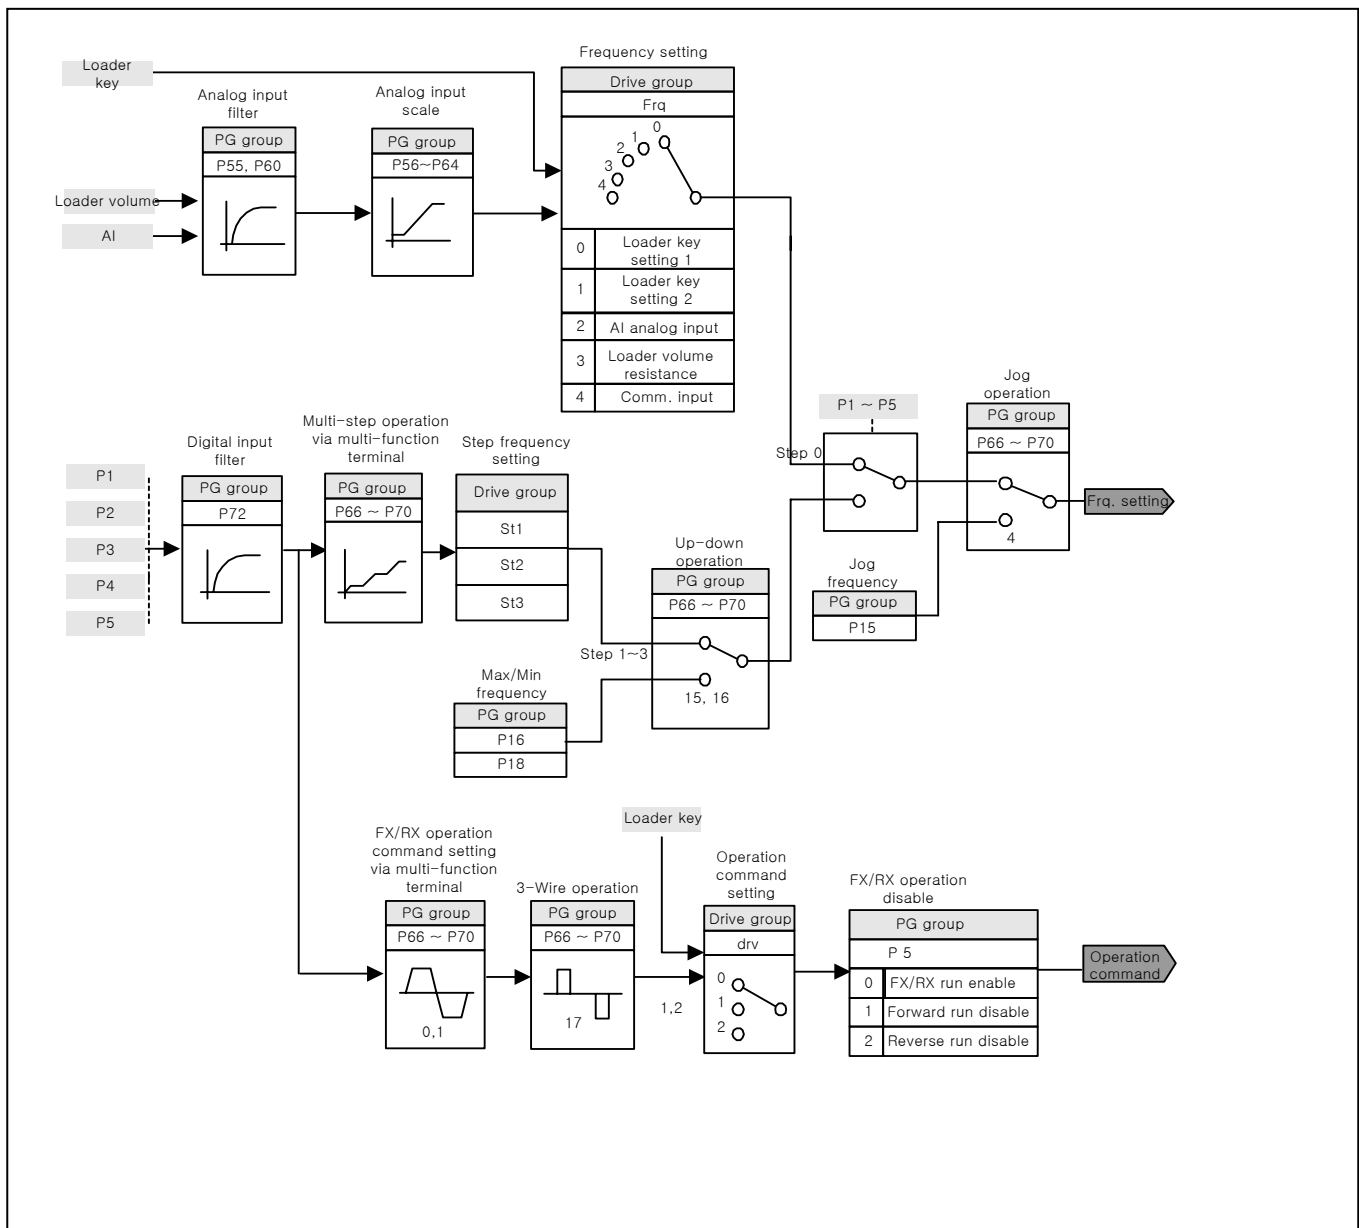 Loader
key
Analog input
filter
PG group
P55, P60
Loader volume
AI
Analog input
scale
PG group
P56~P64
Frequency setting
Drive group
Frq
0
1
2
3
4
0 Loader key
setting 1
1 Loader key
setting 2
2 AI analog input
3 Loader volume
resistance
4 Comm. input
P1
P2
P3
P4
P5
Digital input
filter
PG group
P72
Multi-step operation
via multi-function
terminal
PG group
P66 ~ P70
Step frequency
setting
Drive group
St1
St2
St3
Step 1~3
Max/Min
frequency
PG group
P16
P18
Up-down
operation
PG group
P66 ~ P70
15, 16
P1 ~ P5
Step 0
Jog
frequency
PG group
P15
Jog
operation
PG group
P66 ~ P70
4
Frq. setting
FX/RX operation
command setting
via multi-function
terminal
PG group
P66 ~ P70
0,1
3-Wire operation
PG group
P66 ~ P70
17
Loader key
1,2
Operation
command
setting
Drive group
drv
0
1
2
FX/RX operation
disable
PG group
P 5
0 FX/RX run enable
1 Forward run disable
2 Reverse run disable
Operation
command